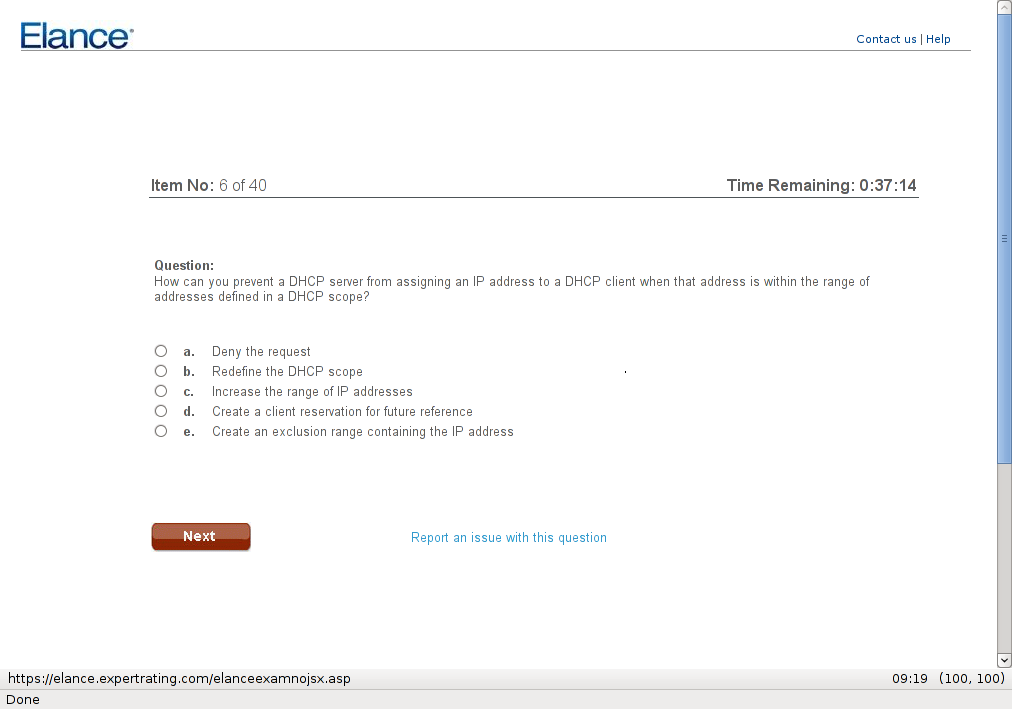 Elance®
Contact us | Help
Item No: 6 of 40
Time Remaining: 0:37:14
Question:
How can you prevent a DHCP server from assigning an IP address to a DHCP client when that address is within the range of
addresses defined in a DHCP scope?
a. Deny the request
b. Redefine the DHCP scope
c. Increase the range of IP addresses
d. Create a client reservation for future reference
e. Create an exclusion range containing the IP address
Next
Report an issue with this question
https://elance.expertrating.com/elanceexamnojsx.asp
09:19 (100, 100)
Done